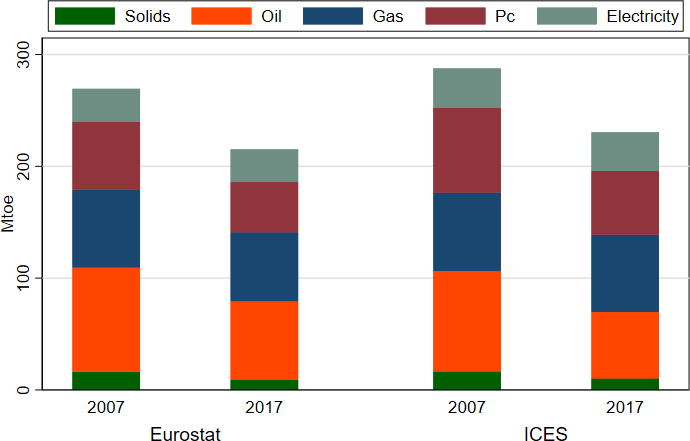 Solids Oil Gas Pc Electricity
300
200
100
0
Mtoe
2007 2017 2007 2017
Eurostat ICES